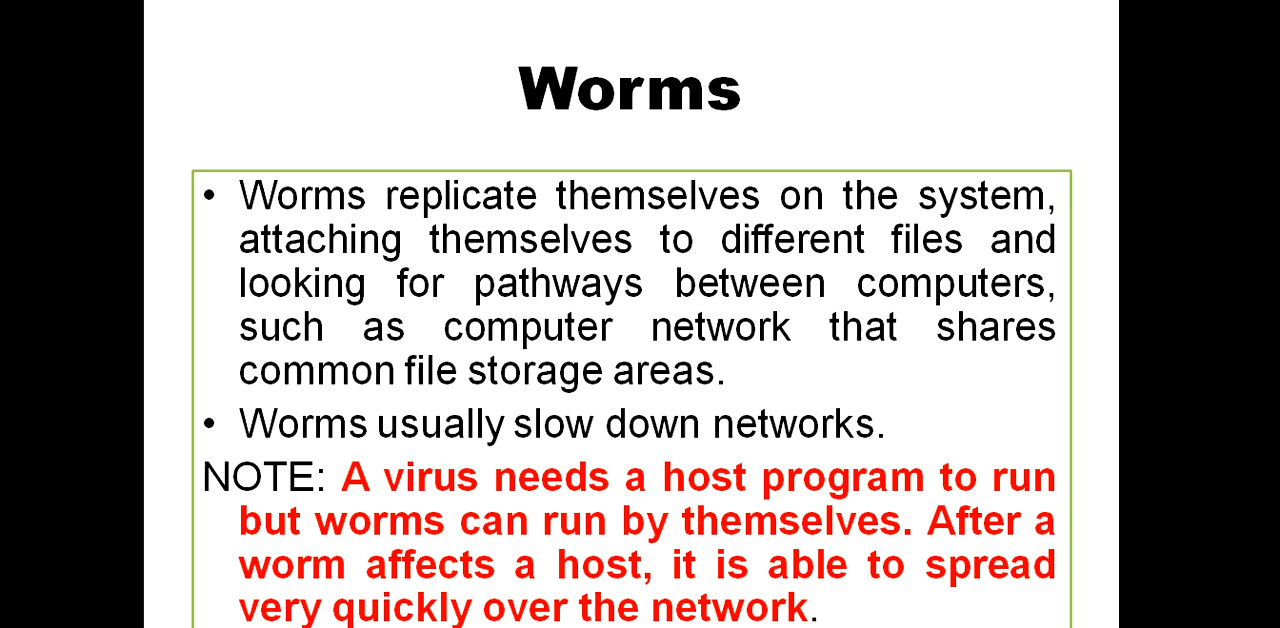 Worms
• Worms replicate themselves on the system,
attaching themselves to different files and
looking for pathways between computers,
such as computer network that shares
common file storage areas.
• Worms usually slow down networks.
NOTE: A virus needs a host program to run
but worms can run by themselves. After a
worm affects a host, it is able to spread
very quickly over the network.